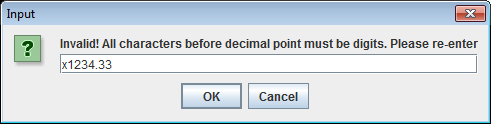 Input
Invalid! All characters before decimal point must be digits. Please re-enter
x1234.33
OK Cancel